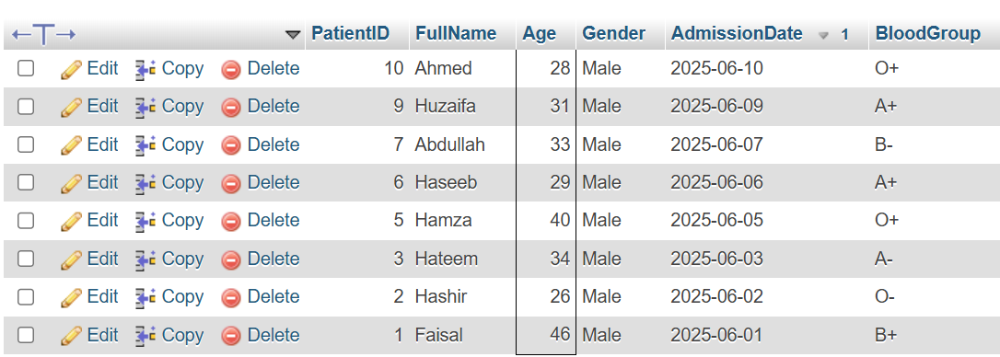 ←T→ PatientID FullName Age Gender AdmissionDate 1 BloodGroup
Edit Copy Delete 10 Ahmed 28 Male 2025-06-10 O+
Edit Copy Delete 9 Huzaifa 31 Male 2025-06-09 A+
Edit Copy Delete 7 Abdullah 33 Male 2025-06-07 B-
Edit Copy Delete 6 Haseeb 29 Male 2025-06-06 A+
Edit Copy Delete 5 Hamza 40 Male 2025-06-05 O+
Edit Copy Delete 3 Hateem 34 Male 2025-06-03 A-
Edit Copy Delete 2 Hashir 26 Male 2025-06-02 O-
Edit Copy Delete 1 Faisal 46 Male 2025-06-01 B+